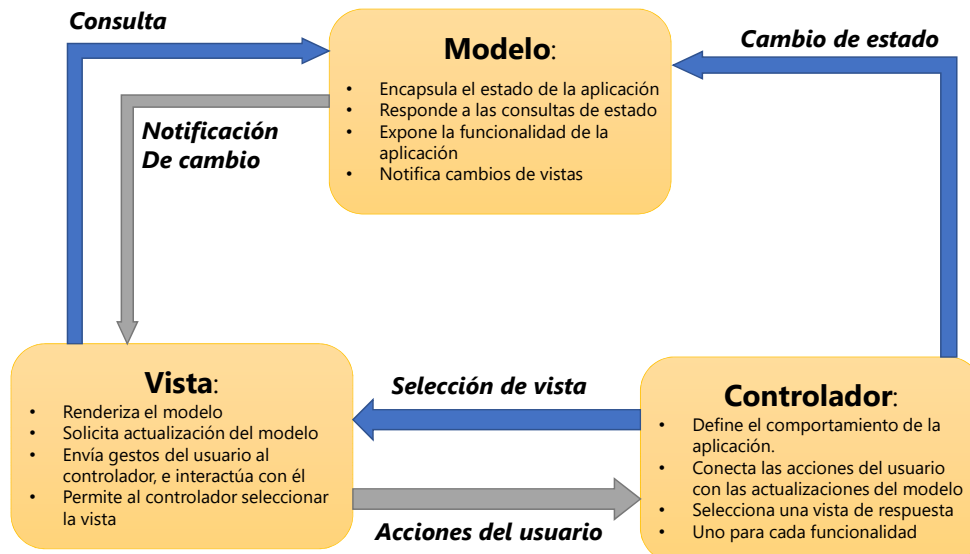 Consulta
Modelo:
• Encapsula el estado de la aplicación
• Responde a las consultas de estado
• Expone la funcionalidad de la
aplicación
• Notifica cambios de vistas
Cambio de estado
Notificación
De cambio
Vista:
• Renderiza el modelo
• Solicita actualización del modelo
• Envía gestos del usuario al
controlador, e interactúa con él
• Permite al controlador seleccionar
la vista
Selección de vista
Acciones del usuario
Controlador:
• Define el comportamiento de la
aplicación.
• Conecta las acciones del usuario
con las actualizaciones del modelo
• Selecciona una vista de respuesta
• Uno para cada funcionalidad